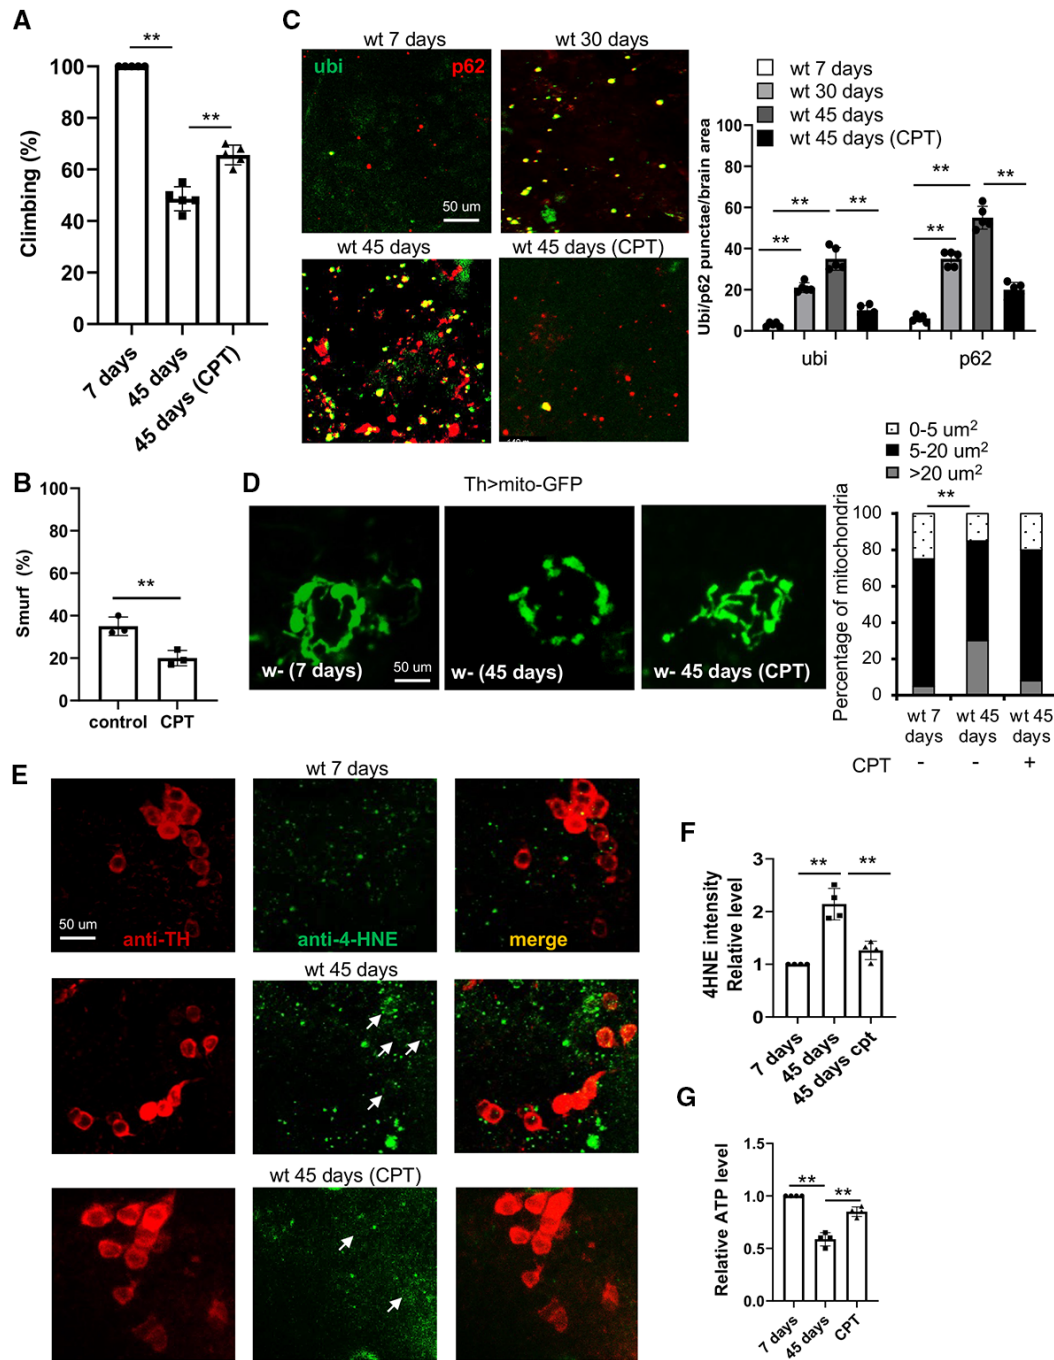 A
**
**
100
80
60
40
20
0
Climbing (%)
7 days
45 days
45 days (CPT)
C
wt 7 days
wt 30 days
ubi
p62
50 um
wt 45 days
wt 45 days (CPT)
wt 7 days
wt 30 days
wt 45 days
wt 45 days (CPT)
Ubi/p62 punctae/brain area
100
80
60
40
20
0
**
**
**
**
**
**
ubi
p62
B
Smurf (%)
100
80
60
40
20
0
**
control
CPT
D
Th>mito-GFP
w- (7 days)
50 um
w- (45 days)
w- 45 days (CPT)
0-5 um²
5-20 um²
>20 um²
**
Percentage of mitochondria
100
80
60
40
20
0
wt 7 days
wt 45 days
wt 45 days
CPT - - +
E
wt 7 days
50 um
anti-TH
anti-4-HNE
merge
wt 45 days
wt 45 days (CPT)
F
4HNE intensity
Relative level
3
2
1
0
**
**
7 days
45 days
45 days cpt
G
Relative ATP level
1.5
1.0
0.5
0.0
**
**
7 days
45 days
CPT